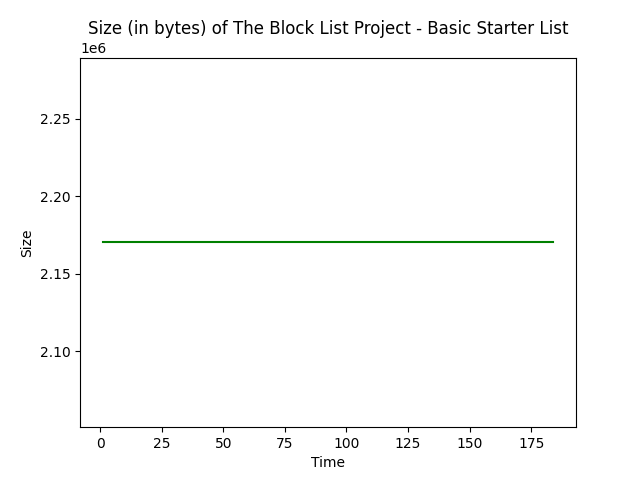 Size (in bytes) of The Block List Project - Basic Starter List
1e6
2.25
2.20
2.15
2.10
Size
0 25 50 75 100 125 150 175
Time